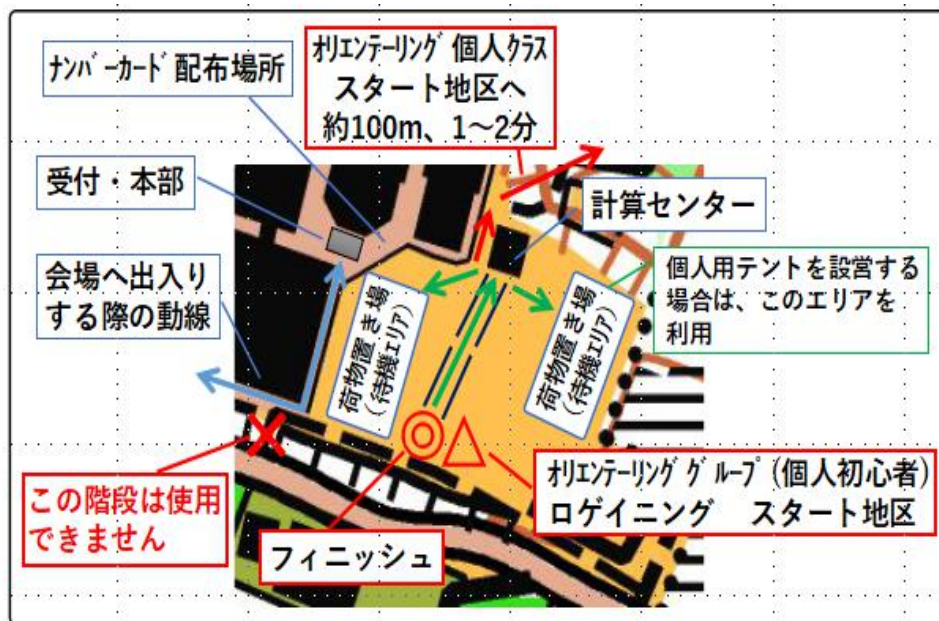 ナンバーカード配布場所
オリエンテーリング個人クラス
スタート地区へ
約100m、1～2分
受付・本部
計算センター
会場へ出入り
する際の動線
個人用テントを設営する
場合は、このエリアを
利用
荷物置き場
（待機エリア）
荷物置き場
（待機エリア）
この階段は使用
できません
フィニッシュ
オリエンテーリンググループ（個人初心者）
ロゲイニング　スタート地区